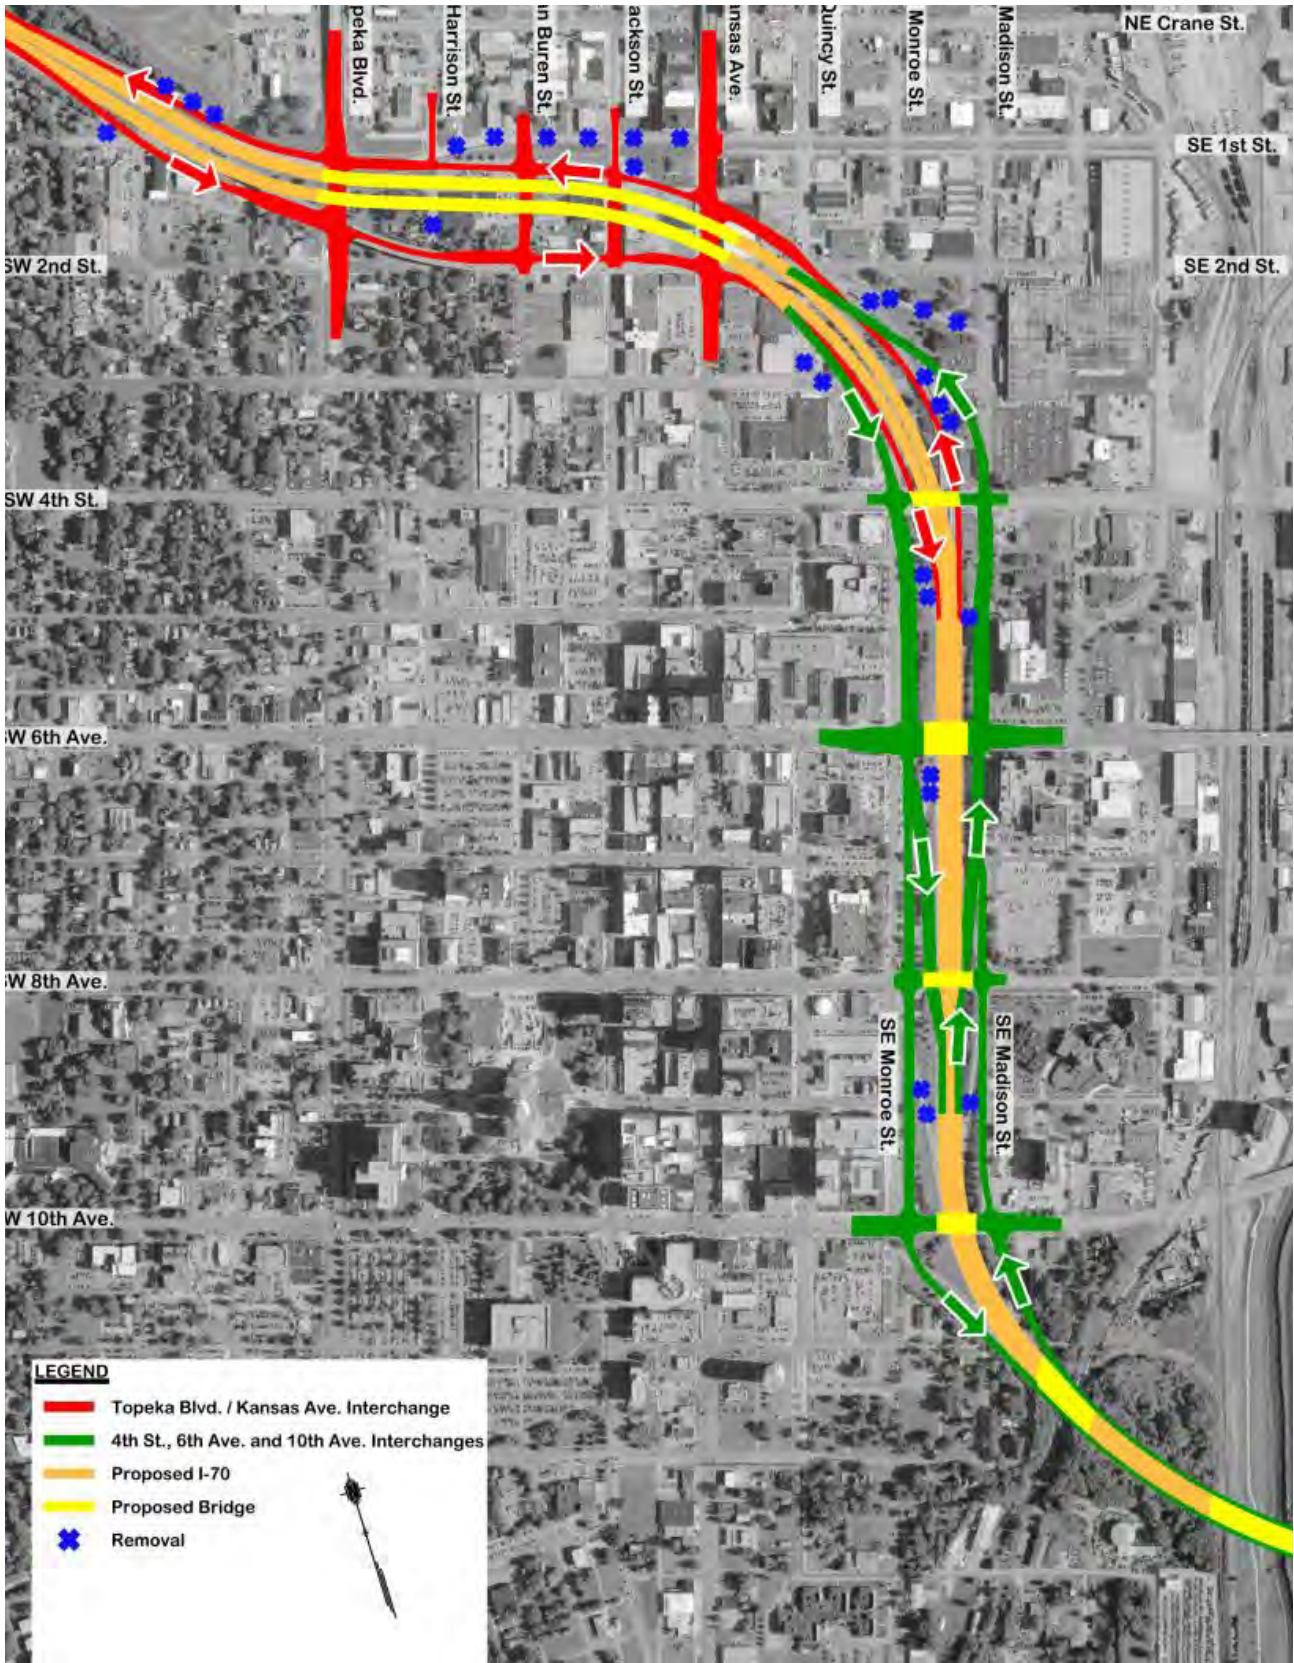 peka Blvd.
Harrison St.
n Buren St.
ackson St.
nsas Ave.
Quincy St.
Monroe St.
Madison St.
NE Crane St.
SE 1st St.
SW 2nd St.
SE 2nd St.
SW 4th St.
SW 6th Ave.
SW 8th Ave.
SE Monroe St.
SE Madison St.
W 10th Ave.
LEGEND
Topeka Blvd. / Kansas Ave. Interchange
4th St., 6th Ave. and 10th Ave. Interchanges
Proposed I-70
Proposed Bridge
Removal